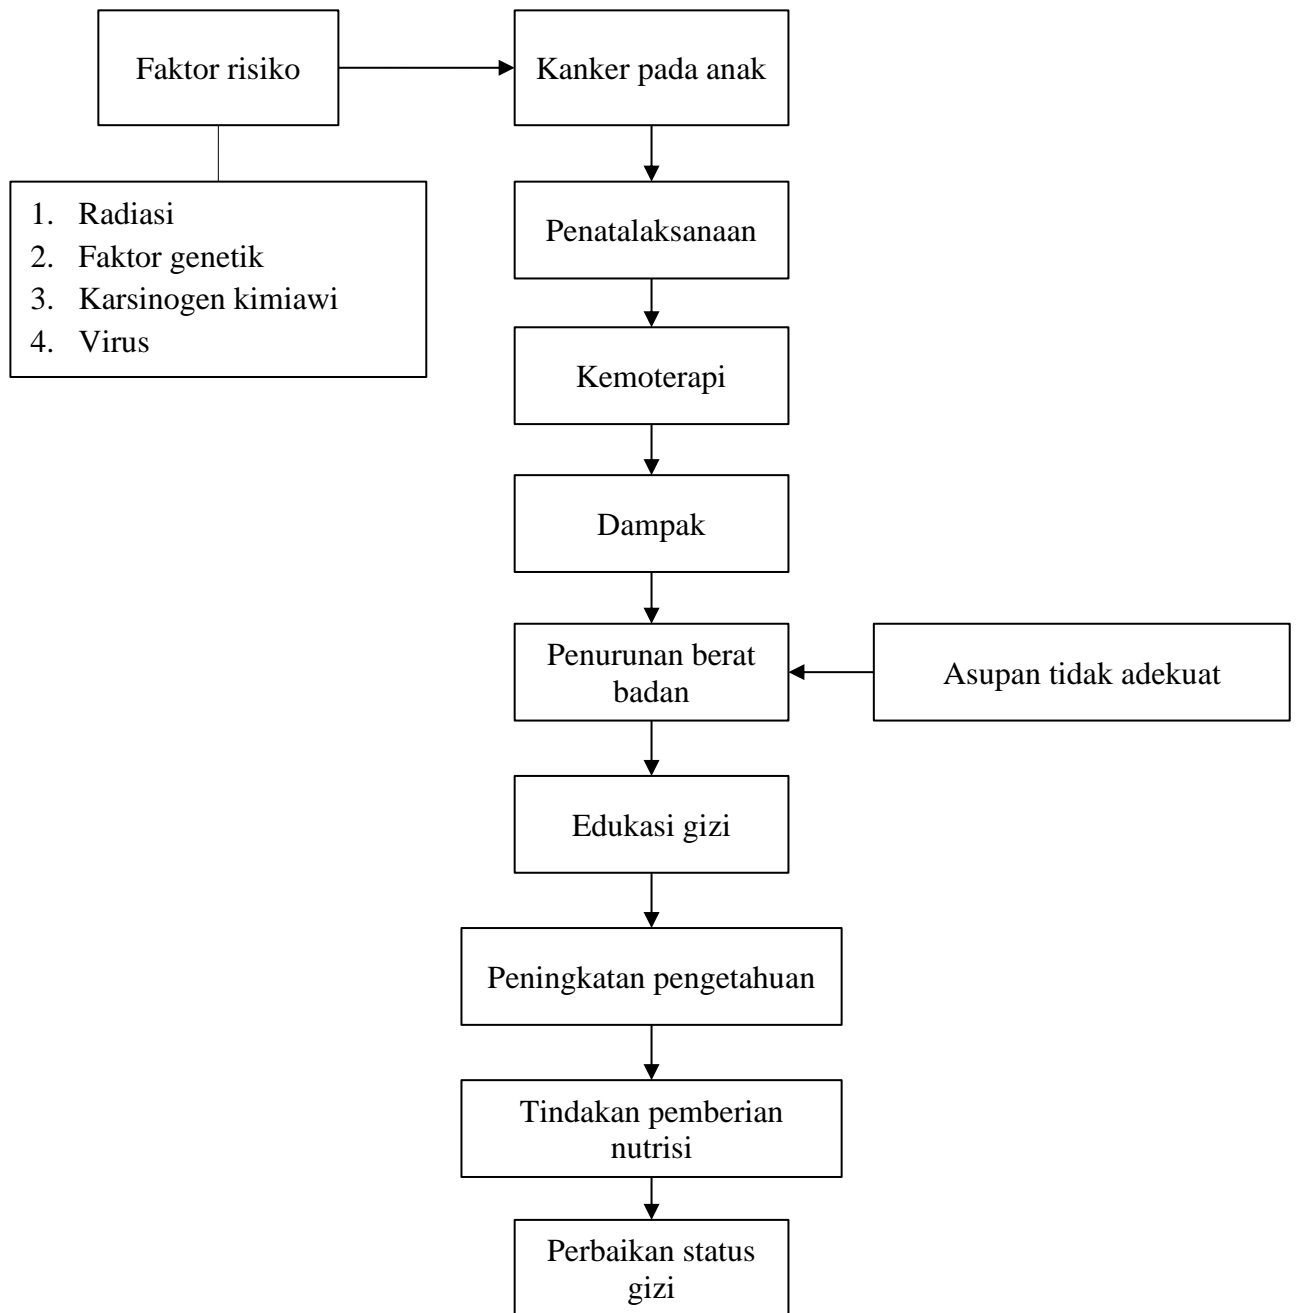 Faktor risiko
Kanker pada anak
1. Radiasi
2. Faktor genetik
3. Karsinogen kimiawi
4. Virus
Penatalaksanaan
Kemoterapi
Dampak
Penurunan berat
badan
Asupan tidak adekuat
Edukasi gizi
Peningkatan pengetahuan
Tindakan pemberian
nutrisi
Perbaikan status
gizi